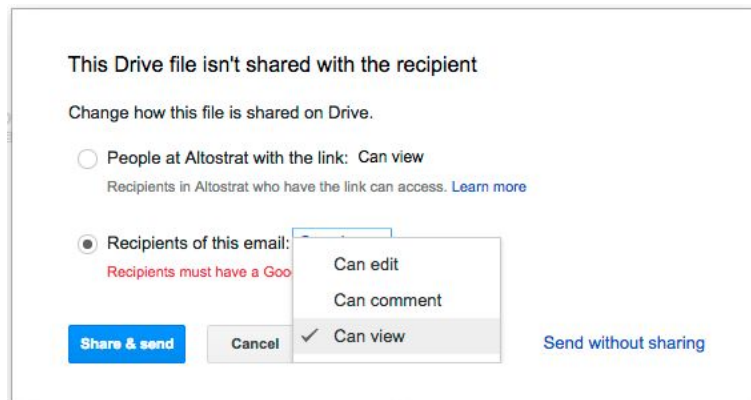 This Drive file isn't shared with the recipient
Change how this file is shared on Drive.
People at Altostrat with the link: Can view
Recipients in Altostrat who have the link can access. Learn more
Recipients of this email:
Recipients must have a Goo
Can edit
Can comment
Can view
Share & send Cancel Send without sharing